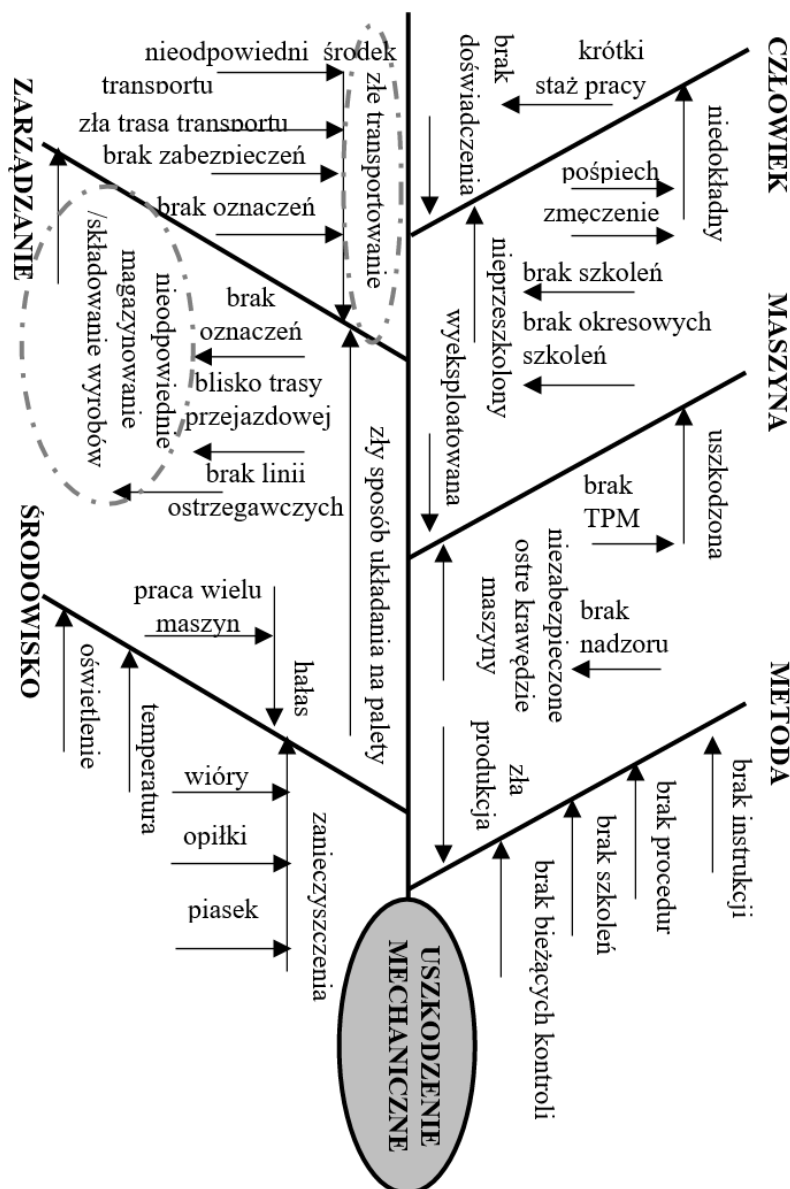 CZŁOWIEK
krótki
staż pracy
brak
doświadczenia
niedokładny
pośpiech
zmęczenie
nieprzeszkolony
brak szkoleń
brak okresowych
szkoleń
MASZYNA
wyeksploatowana
uszkodzona
brak
TPM
niezabezpieczone
ostre krawędzie
maszyny
brak
nadzoru
METODA
zła
produkcja
brak instrukcji
brak procedur
brak szkoleń
brak bieżących kontroli
ZARZĄDZANIE
złe transportowanie
nieodpowiedni środek
transportu
zła trasa transportu
brak zabezpieczeń
brak oznaczeń
nieodpowiednie
magazynowanie
/składowanie wyrobów
brak
oznaczeń
blisko trasy
przejazdowej
brak linii
ostrzegawczych
zły sposób układania na palety
ŚRODOWISKO
praca wielu
maszyn
hałas
oświetlenie
temperatura
zanieczyszczenia
wióry
opiłki
piasek
USZKODZENIE
MECHANICZNE